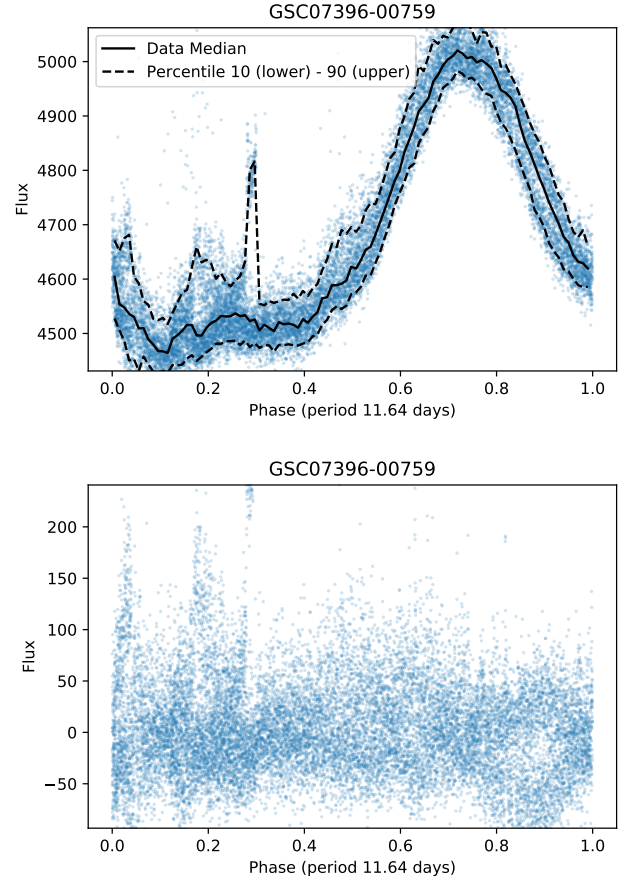 GSC07396-00759
Data Median
Percentile 10 (lower) - 90 (upper)
5000
4900
4800
4700
4600
4500
Flux
0.0 0.2 0.4 0.6 0.8 1.0
Phase (period 11.64 days)
GSC07396-00759
200
150
100
50
0
−50
Flux
0.0 0.2 0.4 0.6 0.8 1.0
Phase (period 11.64 days)